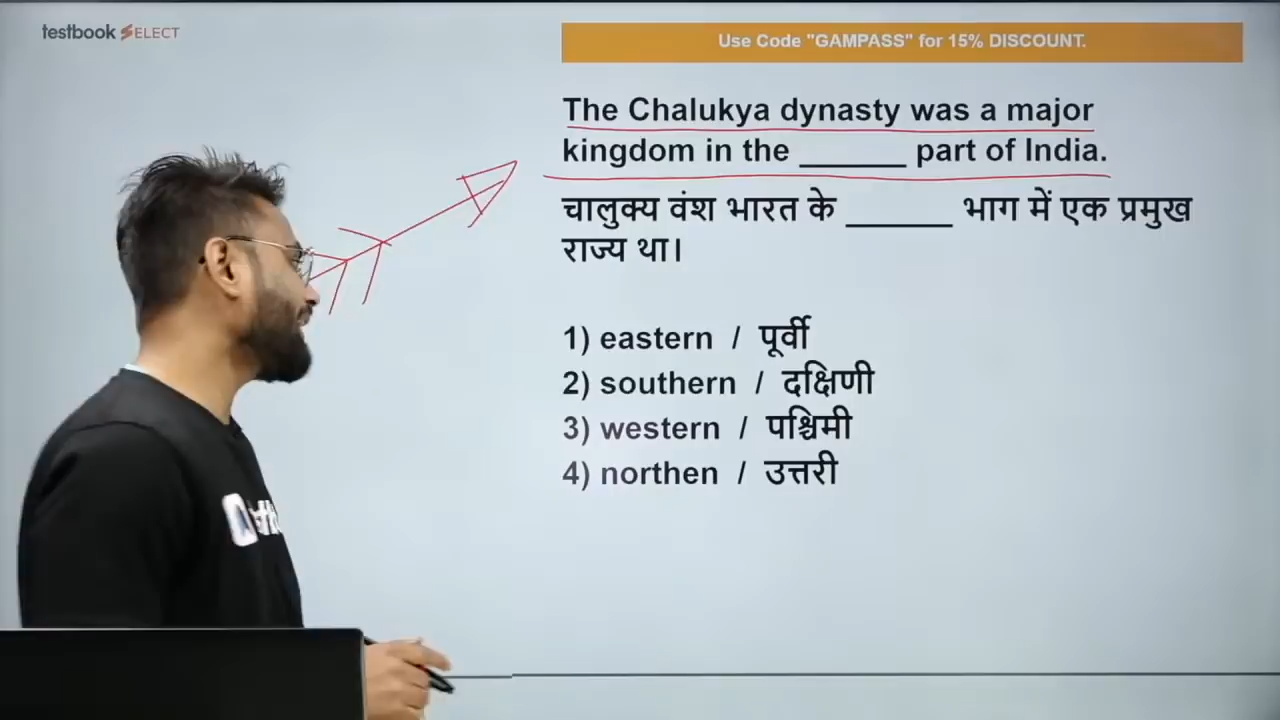 testbook SELECT
Use Code "GAMPASS" for 15% DISCOUNT.
The Chalukya dynasty was a major
kingdom in the ______ part of India.
चालुक्य वंश भारत के ______ भाग में एक प्रमुख
राज्य था।
1) eastern / पूर्वी
2) southern / दक्षिणी
3) western / पश्चिमी
4) northen / उत्तरी